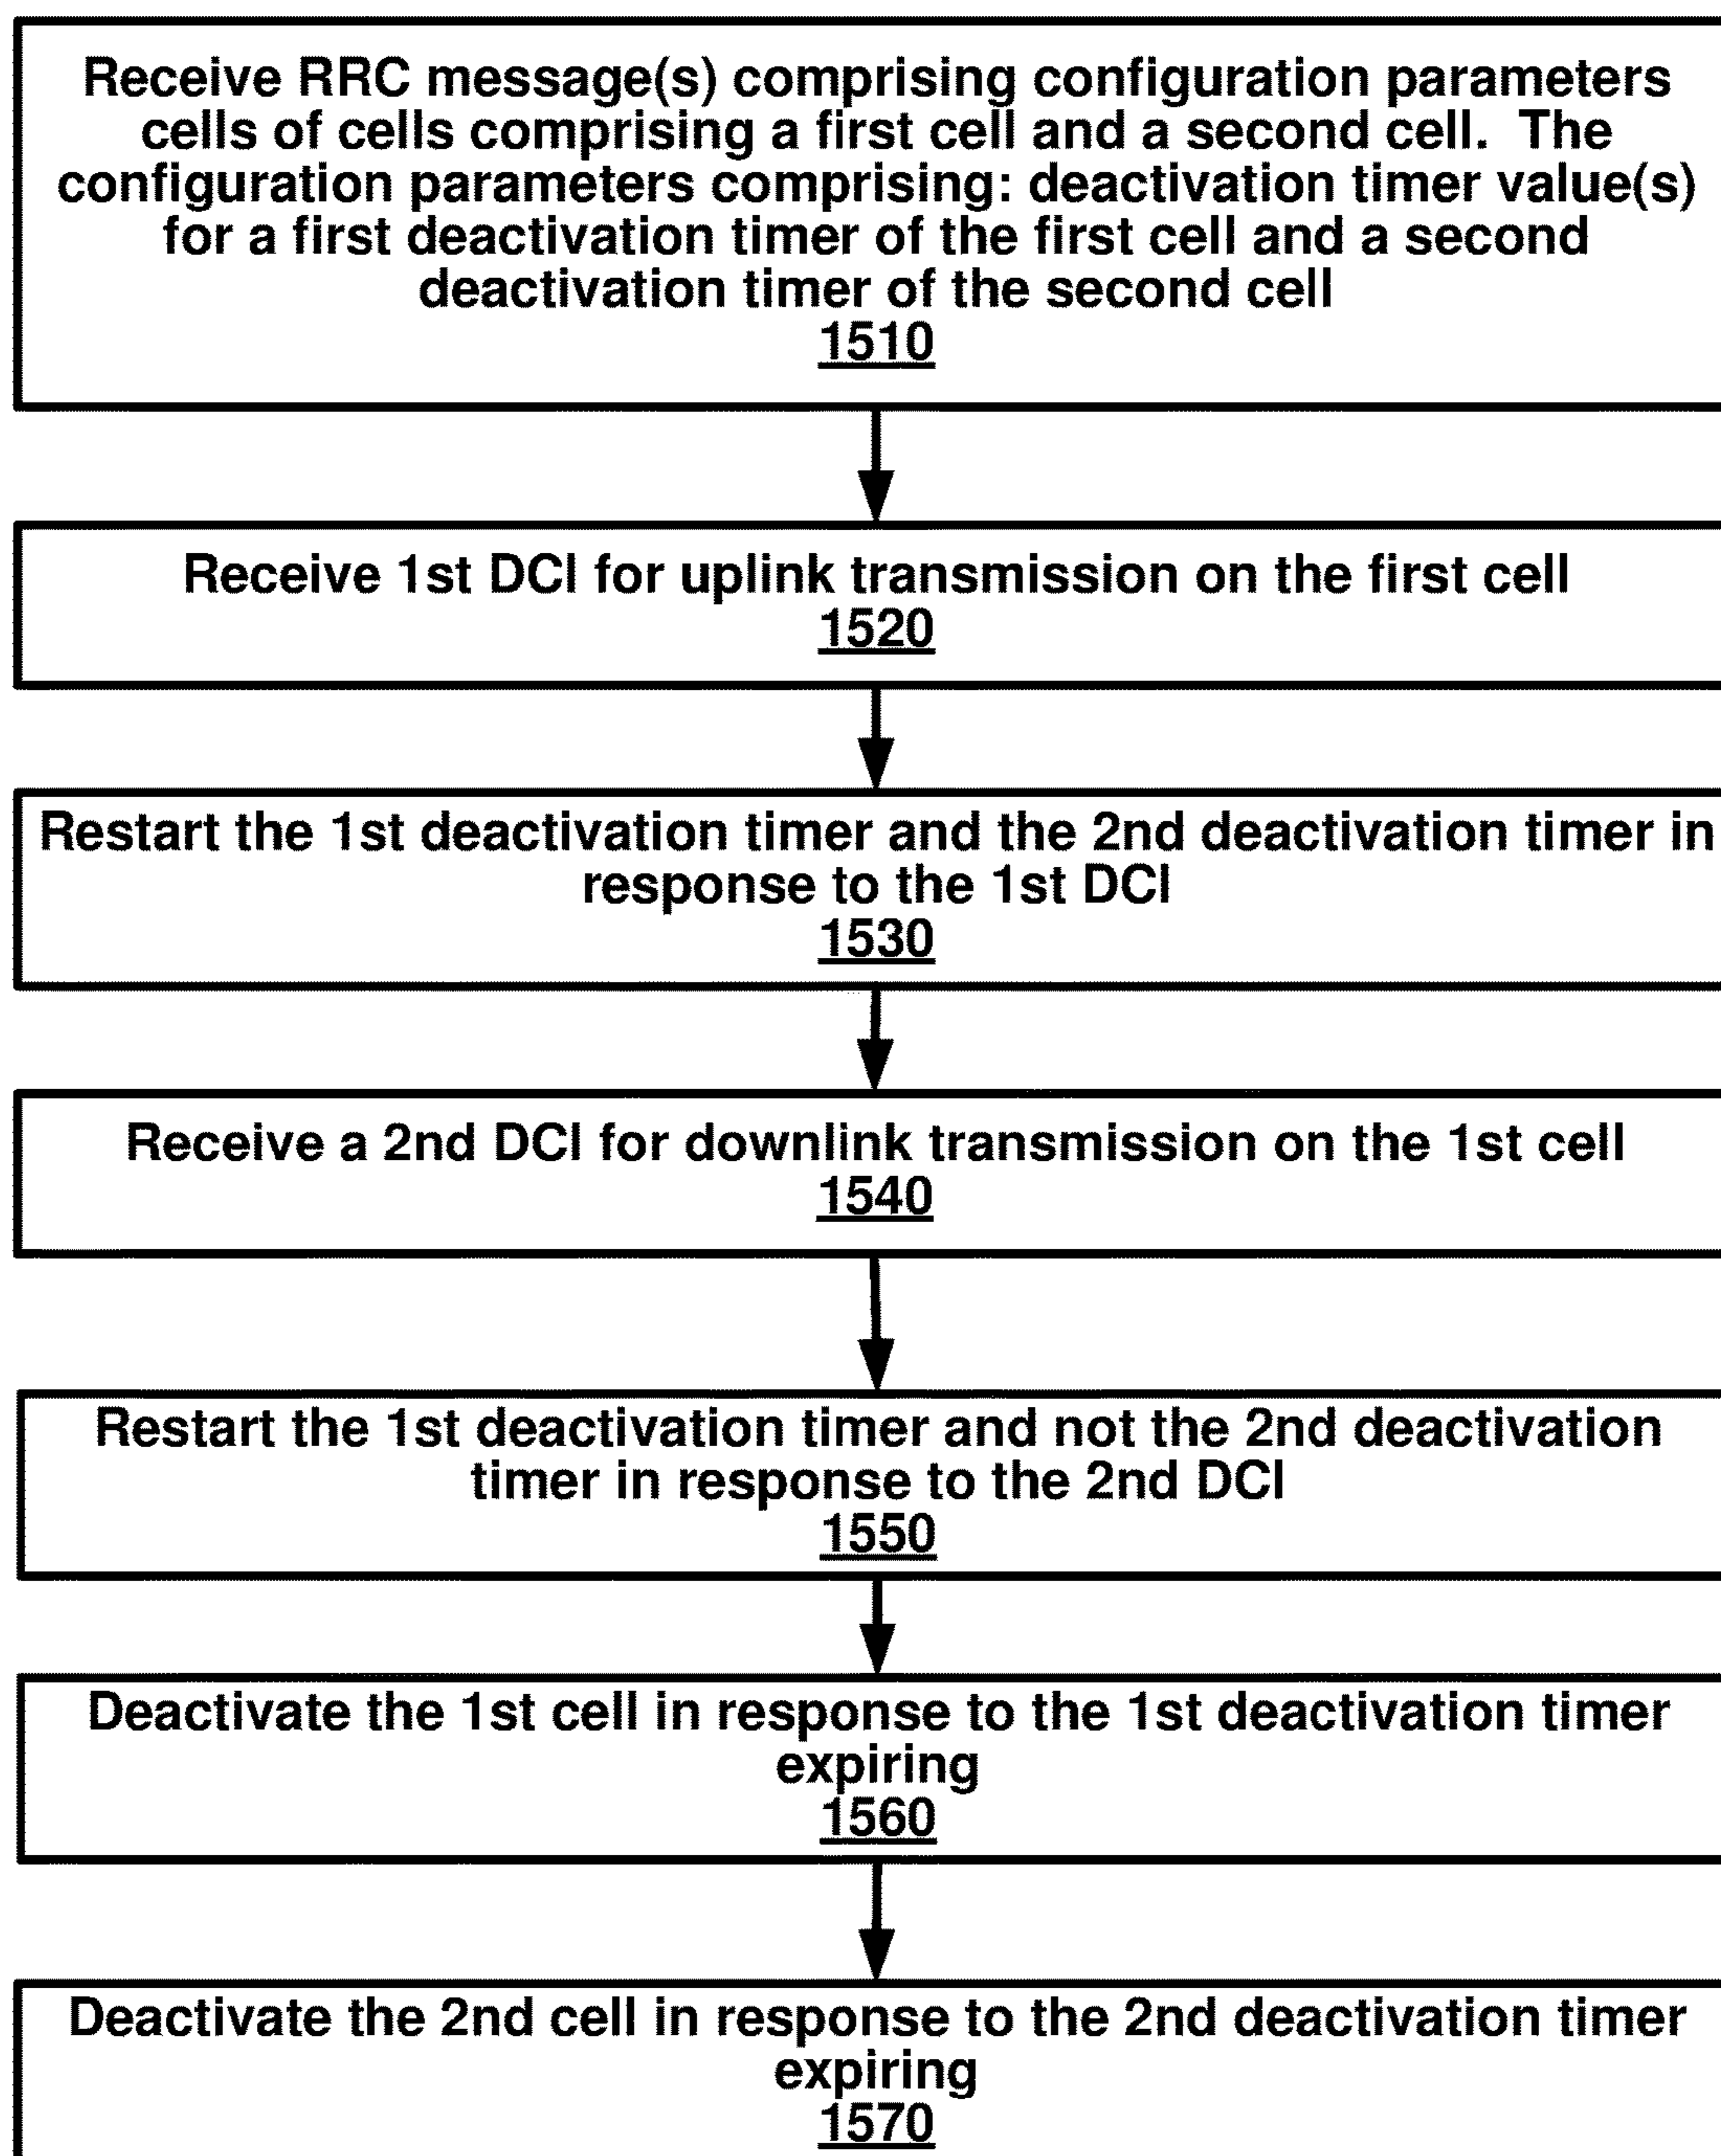 Receive RRC message(s) comprising configuration parameters
cells of cells comprising a first cell and a second cell. The
configuration parameters comprising: deactivation timer value(s)
for a first deactivation timer of the first cell and a second
deactivation timer of the second cell
1510
Receive 1st DCI for uplink transmission on the first cell
1520
Restart the 1st deactivation timer and the 2nd deactivation timer in
response to the 1st DCI
1530
Receive a 2nd DCI for downlink transmission on the 1st cell
1540
Restart the 1st deactivation timer and not the 2nd deactivation
timer in response to the 2nd DCI
1550
Deactivate the 1st cell in response to the 1st deactivation timer
expiring
1560
Deactivate the 2nd cell in response to the 2nd deactivation timer
expiring
1570